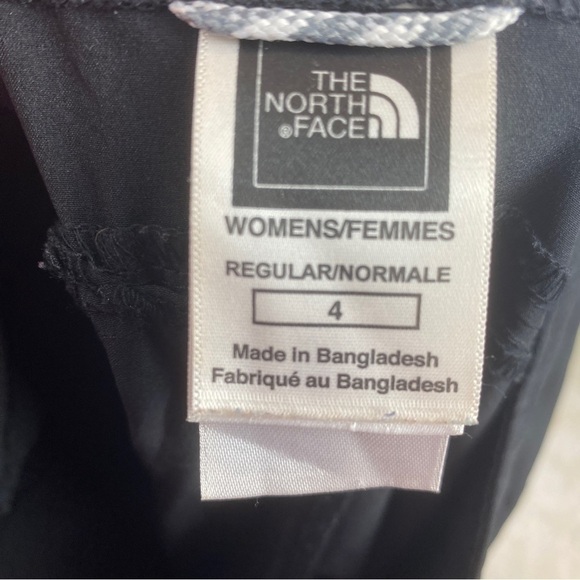 THE
NORTH
®FACE
WOMENS/FEMMES
REGULAR/NORMALE
4
Made in Bangladesh
Fabriqué au Bangladesh